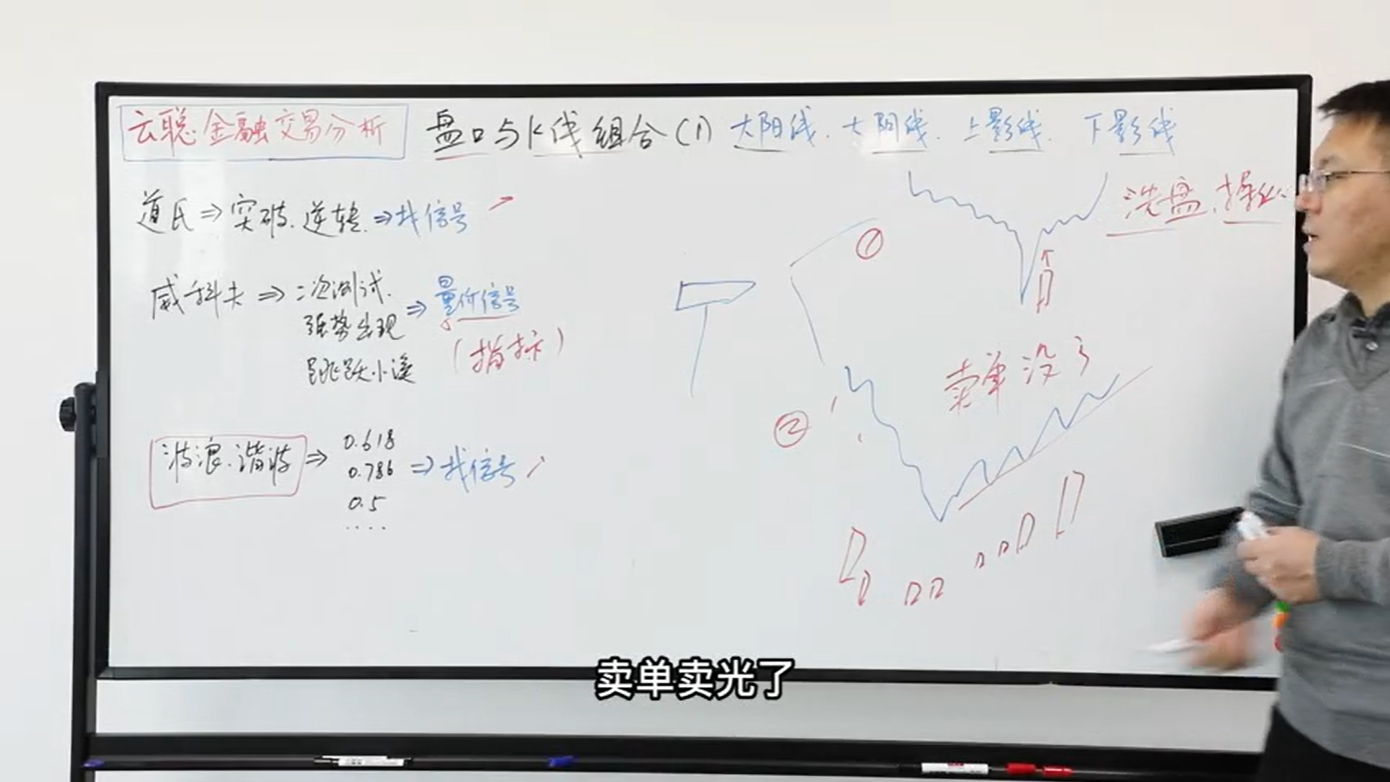 云聪.金融交易分析
盘口与K线组合(1) 大阳线、大阴线、上影线、下影线
道氏⇒突破.逆转⇒找信号
威科夫⇒二次测试.
强势出现
跳跃小溪
⇒量价信号
(指标)
波浪.谐波⇒
0.618
0.786
0.5
....
⇒找信号
①
②
洗盘、
卖单没了
卖单卖光了